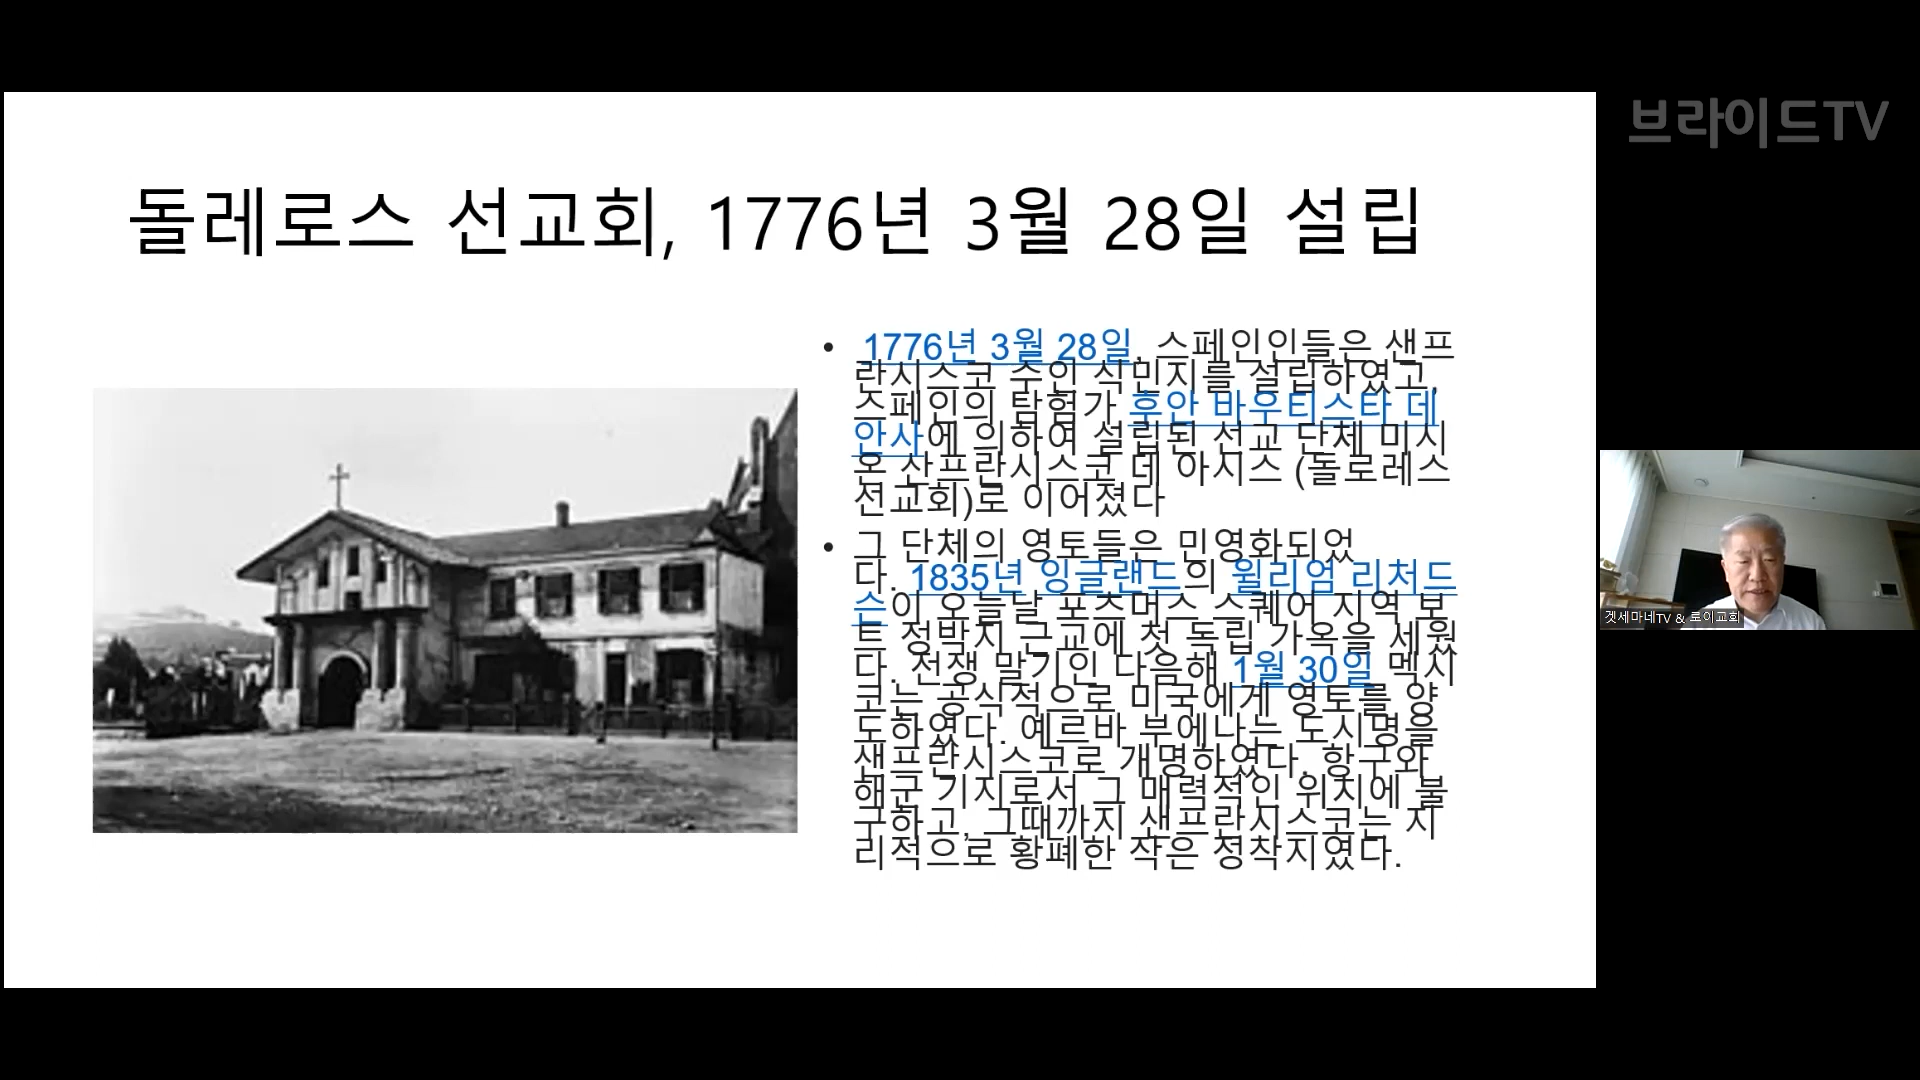 브라이드TV
돌레로스 선교회, 1776년 3월 28일 설립
• 1776년 3월 28일, 스페인인들은 샌프
란시스코 주인 식민지를 설립하였고,
스페인의 탐험가 후안 바우티스타 데
안사에 의하여 설립된 선교 단체 미시
온 산프란시스코 데 아시스 (돌로레스
선교회)로 이어졌다
• 그 단체의 영토들은 민영화되었
다. 1835년 잉글랜드의 윌리엄 리처드
슨이 오늘날 포츠머스 스퀘어 지역 보
트 정박지 근교에 첫 독립 가옥을 세웠
다. 전쟁 말기인 다음해 1월 30일 멕시
코는 공식적으로 미국에게 영토를 양
도하였다. 예르바 부에나는 도시명을
샌프란시스코로 개명하였다. 항구와
해군 기지로서 그 매력적인 위치에 불
구하고, 그때까지 샌프란시스코는 지
리적으로 황폐한 작은 정착지였다.
겟세마네TV & 로이교회